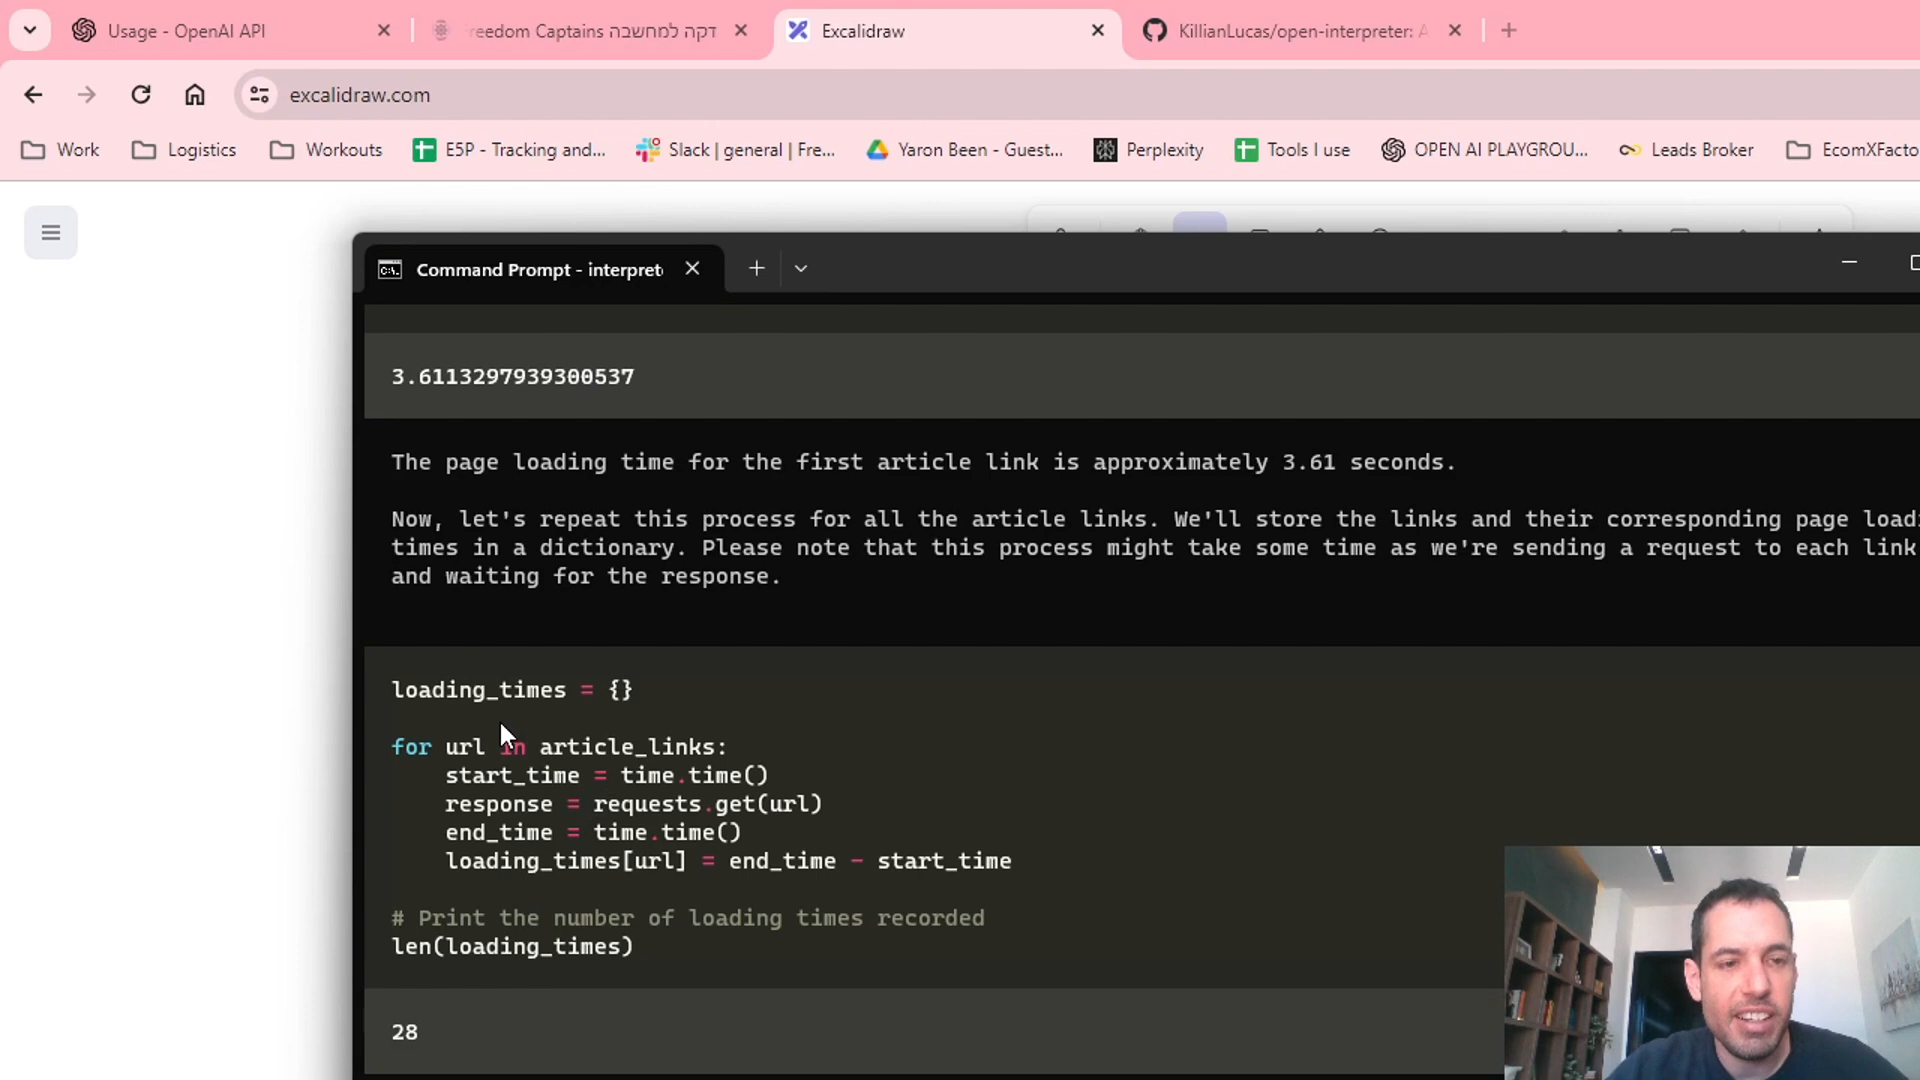 Usage - OpenAI API
reedom Captains דקה למחשבה
Excalidraw
KillianLucas/open-interpreter: A
excalidraw.com
Work
Logistics
Workouts
E5P - Tracking and...
Slack | general | Fre...
Yaron Been - Guest...
Perplexity
Tools I use
OPEN AI PLAYGROU...
Leads Broker
EcomXFacto
Command Prompt - interpret
3.6113297939300537
The page loading time for the first article link is approximately 3.61 seconds.
Now, let's repeat this process for all the article links. We'll store the links and their corresponding page loadi
times in a dictionary. Please note that this process might take some time as we're sending a request to each link
and waiting for the response.
loading_times = {}
for url in article_links:
    start_time = time.time()
    response = requests.get(url)
    end_time = time.time()
    loading_times[url] = end_time - start_time
# Print the number of loading times recorded
len(loading_times)
28